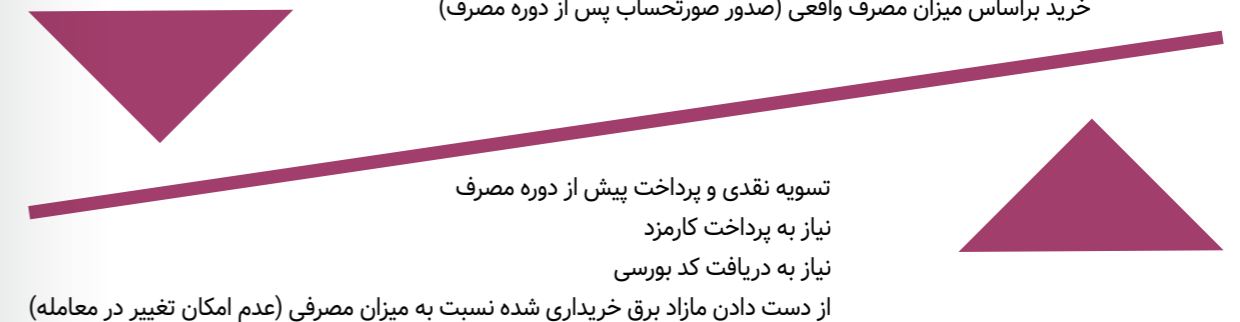 خرید براساس میزان مصرف واقعی (صدور صورتحساب پس از دوره مصرف)
تسویه نقدی و پرداخت پیش از دوره مصرف
نیاز به پرداخت کارمزد
نیاز به دریافت کد بورسی
از دست دادن مازاد برق خریداری شده نسبت به میزان مصرفی (عدم امکان تغییر در معامله)